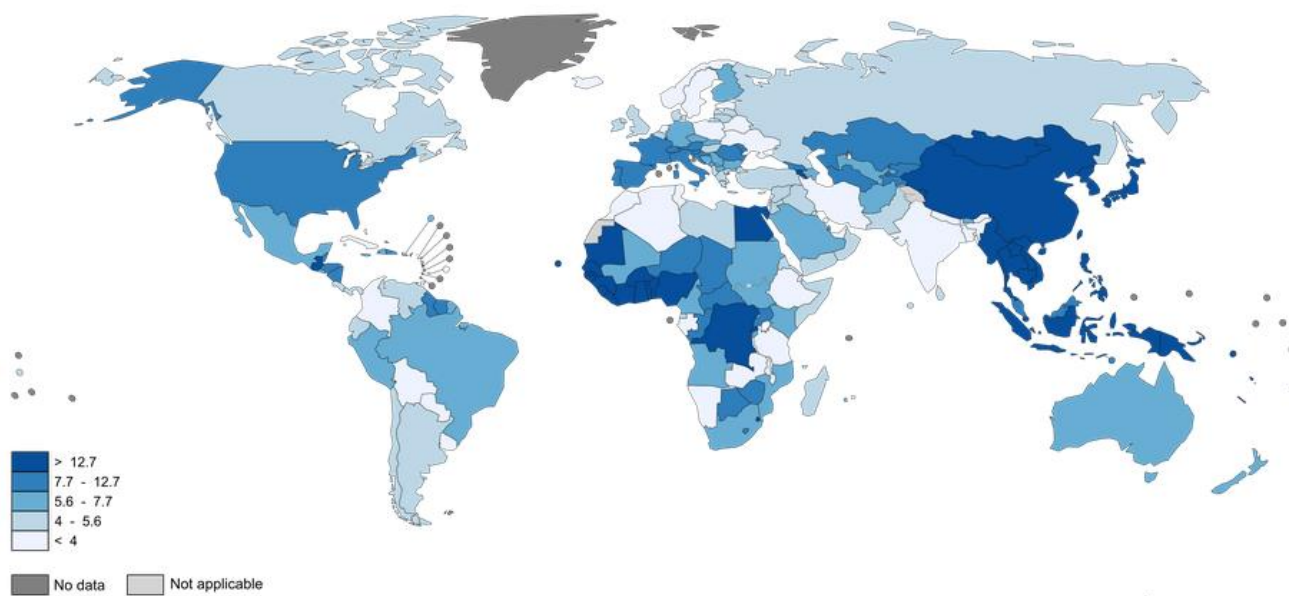 > 12.7
7.7 - 12.7
5.6 - 7.7
4 - 5.6
< 4
No data
Not applicable